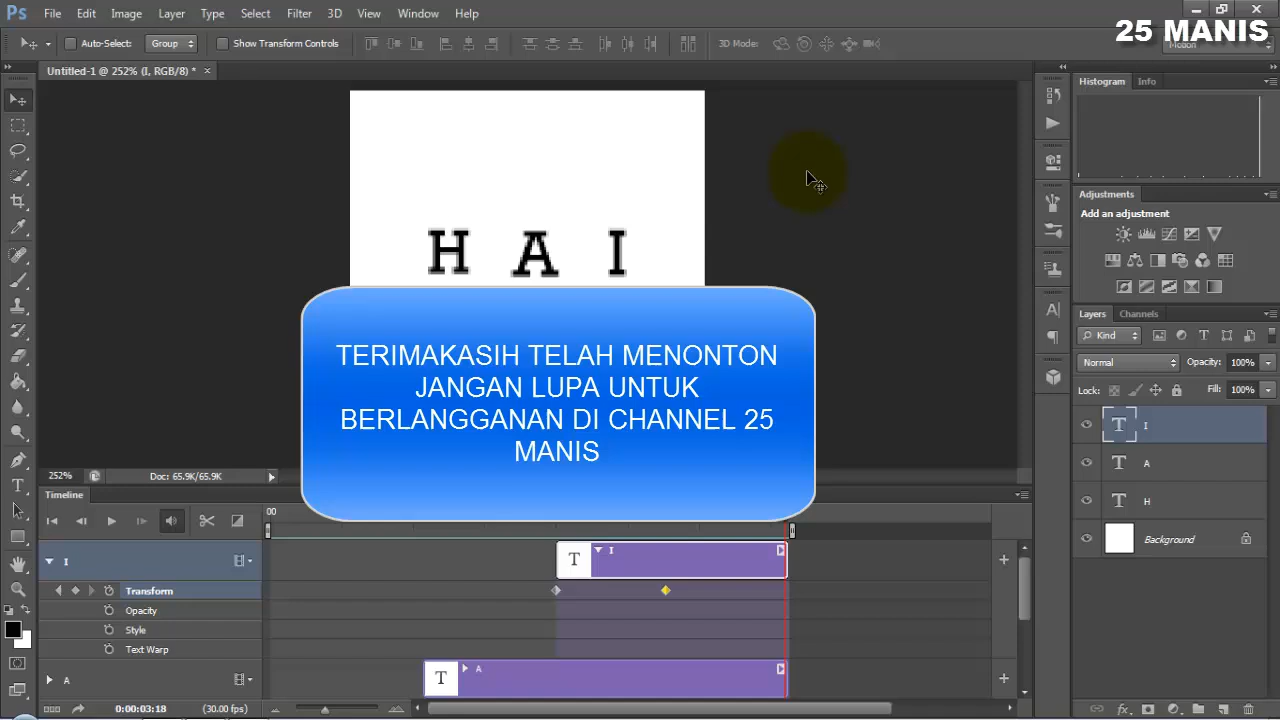 Ps File Edit Image Layer Type Select Filter 3D View Window Help
25 MANIS
Auto-Select: Group Show Transform Controls 3D Mode: Motion
Untitled-1 @ 252% (I, RGB/8) * ×
Histogram Info
H A I
Adjustments
Add an adjustment
Layers Channels
Kind
Normal Opacity: 100%
Lock: Fill: 100%
T I
T A
T H
Background
TERIMAKASIH TELAH MENONTON
JANGAN LUPA UNTUK
BERLANGGANAN DI CHANNEL 25
MANIS
252% Doc: 65.9K/65.9K
Timeline
00
I T I
Transform
Opacity
Style
Text Warp
A T A
0:00:03:18 (30.00 fps)